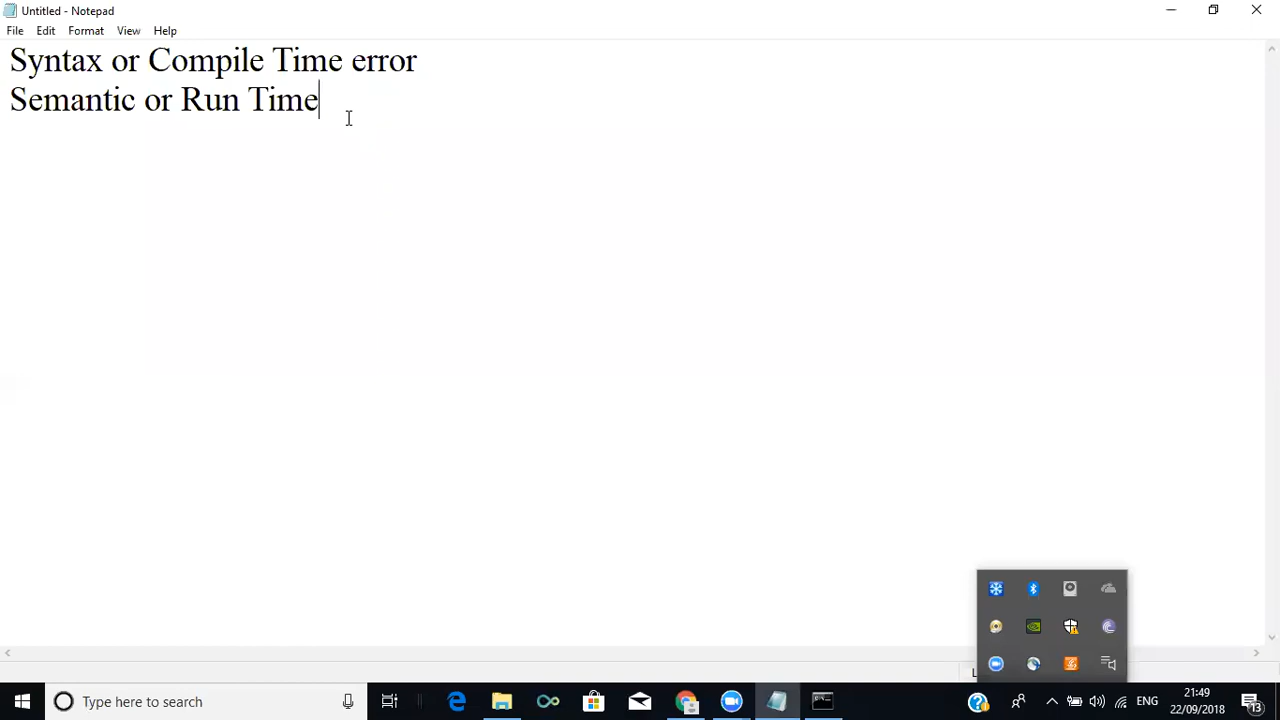 Untitled - Notepad
File Edit Format View Help
Syntax or Compile Time error
Semantic or Run Time
Type here to search
ENG
21:49
22/09/2018
13